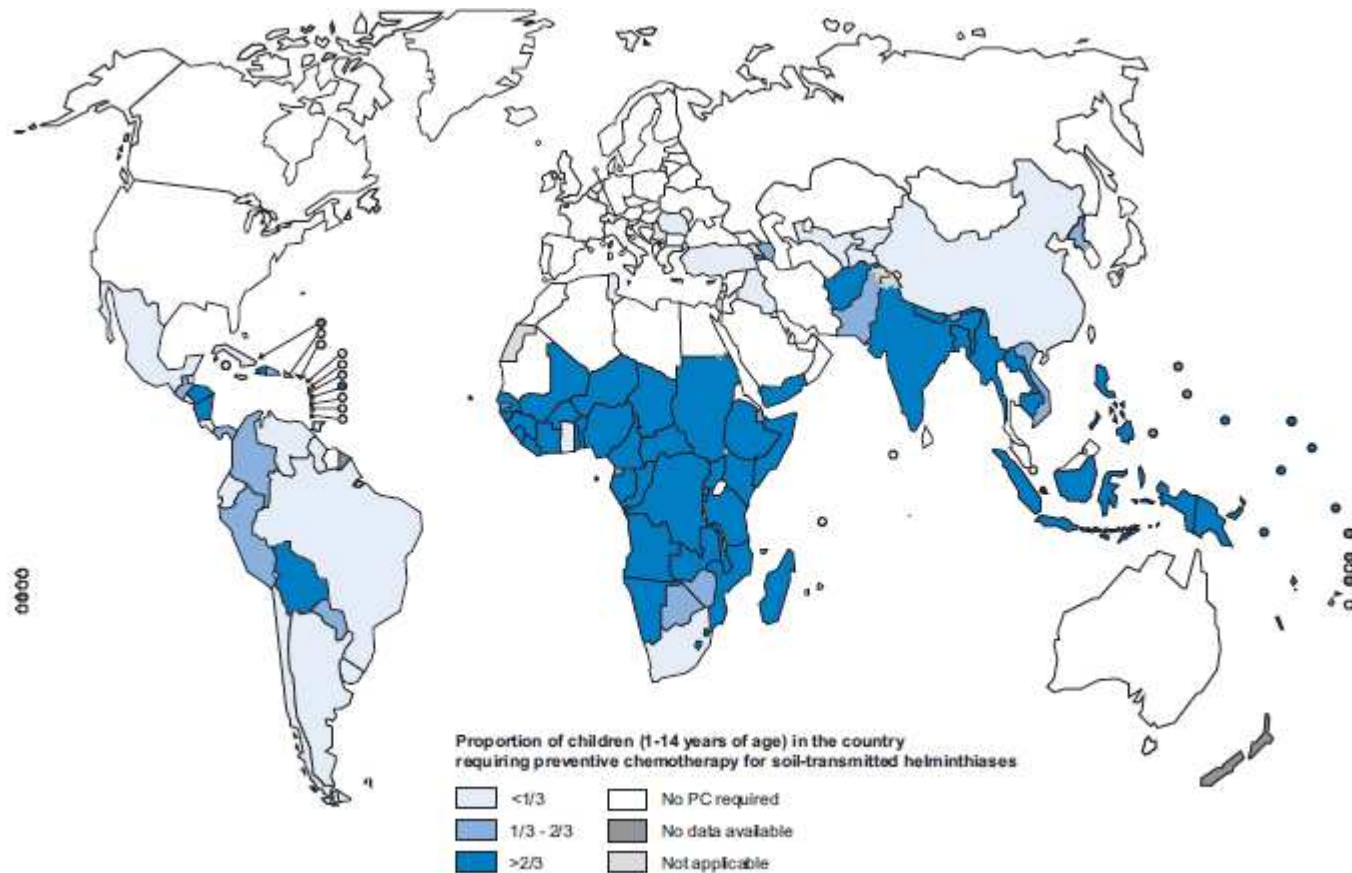 Proportion of children (1-14 years of age) in the country
requiring preventive chemotherapy for soil-transmitted helminthiases
<1/3
No PC required
1/3 - 2/3
No data available
>2/3
Not applicable